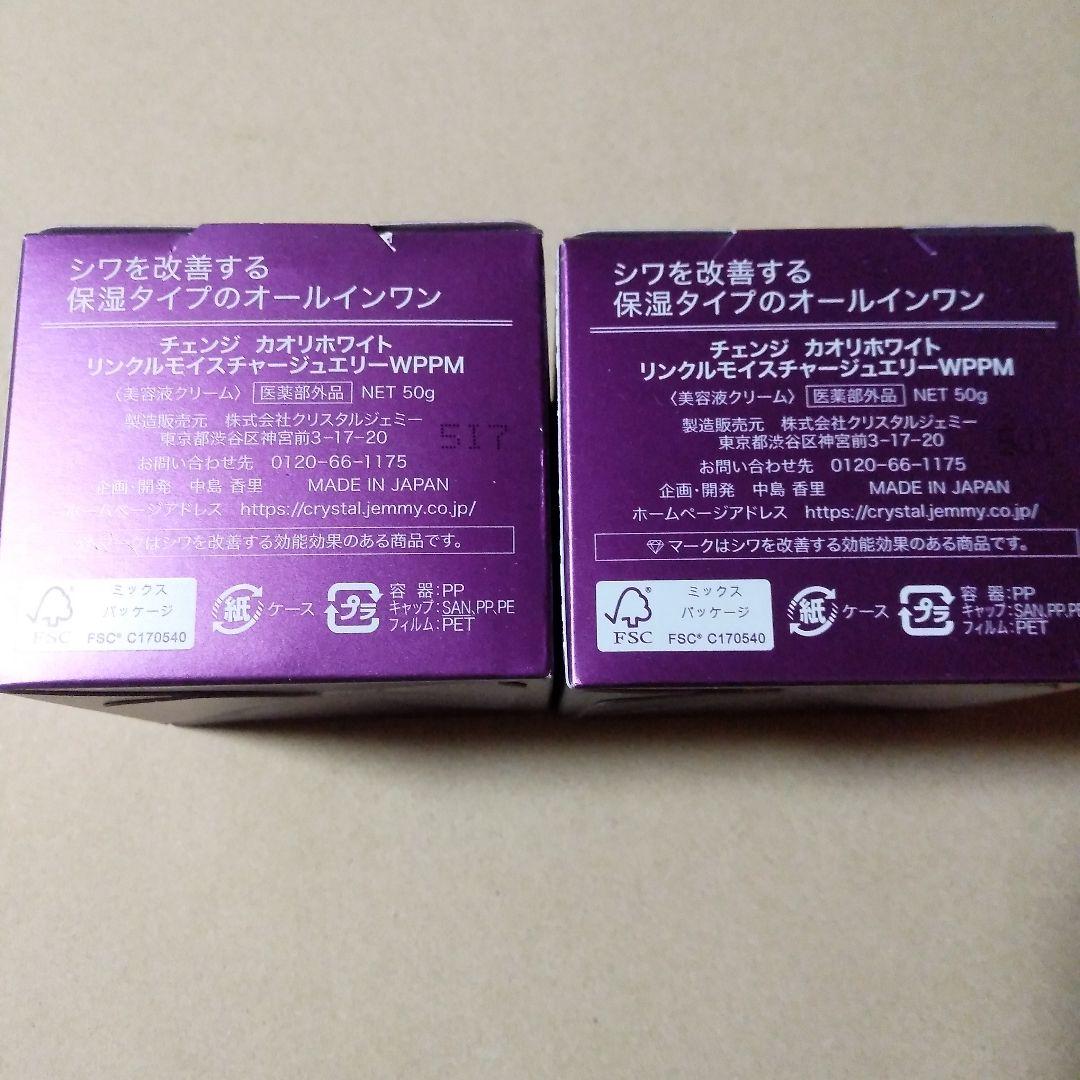 シワを改善する
保湿タイプのオールインワン
チェンジ カオリホワイト
リンクルモイスチャージュエリーWPPM
〈美容液クリーム〉 医薬部外品 NET 50g
製造販売元 株式会社クリスタルジェミー
東京都渋谷区神宮前3-17-20
5I7
お問い合わせ先 0120-66-1175
企画・開発 中島 香里 MADE IN JAPAN
ホームページアドレス https://crystal.jemmy.co.jp/
マークはシワを改善する効能効果のある商品です。
FSC
ミックス
パッケージ
FSC® C170540
紙 ケース
プラ
容 器:PP
キャップ:SAN,PP,PE
フィルム:PET
シワを改善する
保湿タイプのオールインワン
チェンジ カオリホワイト
リンクルモイスチャージュエリーWPPM
〈美容液クリーム〉 医薬部外品 NET 50g
製造販売元 株式会社クリスタルジェミー
東京都渋谷区神宮前3-17-20
お問い合わせ先 0120-66-1175
企画・開発 中島 香里 MADE IN JAPAN
ホームページアドレス https://crystal.jemmy.co.jp/
マークはシワを改善する効能効果のある商品です。
FSC
ミックス
パッケージ
FSC® C170540
紙 ケース
プラ
容 器:PP
キャップ:SAN,PP,PE
フィルム:PET